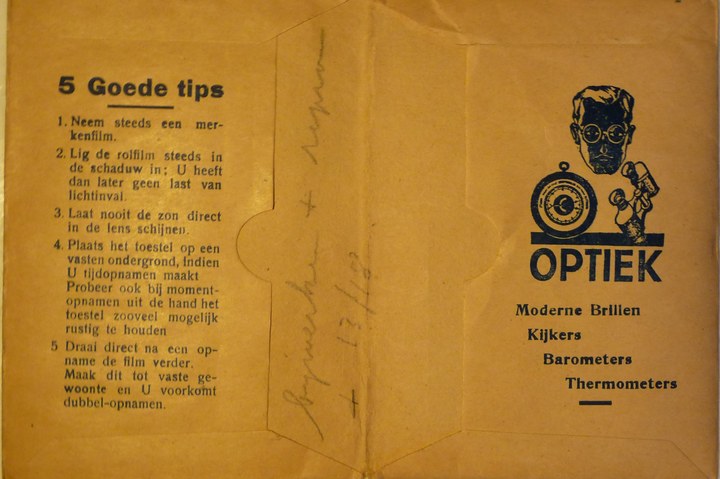 5 Goede tips
1. Neem steeds een mer-
kenfilm.
2. Lig de rolfilm steeds in
de schaduw in; U heeft
dan later geen last van
lichtinval.
3. Laat nooit de zon direct
in de lens schijnen.
4. Plaats het toestel op een
vasten ondergrond, indien
U tijdopnamen maakt
Probeer ook bij moment-
opnamen uit de hand het
toestel zooveel mogelijk
rustig te houden
5 Draai direct na een op-
name de film verder.
Maak dit tot vaste ge-
woonte en U voorkomt
dubbel-opnamen.
bijwerken + repro
+ 13/18
OPTIEK
Moderne Brillen
Kijkers
Barometers
Thermometers